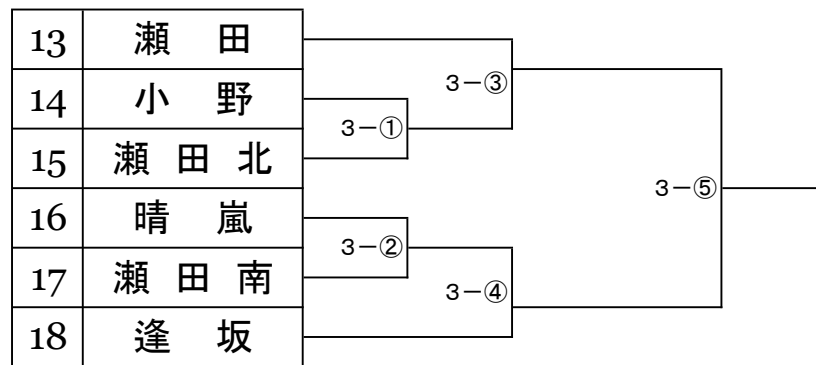 13 瀬 田
14 小 野
15 瀬 田 北
16 晴 嵐
17 瀬 田 南
18 逢 坂
3－①
3－②
3－③
3－④
3－⑤